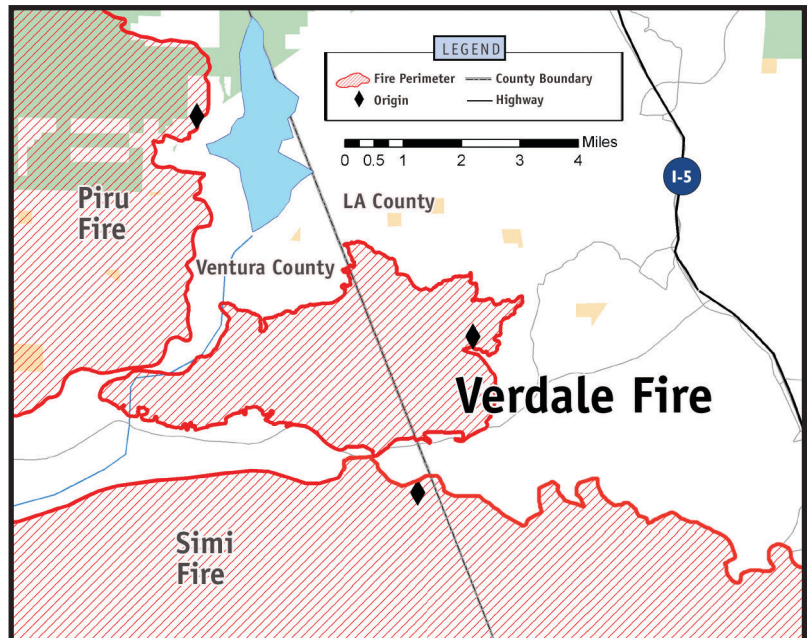 LEGEND
Fire Perimeter
County Boundary
Origin
Highway
Miles
0 0.5 1 2 3 4
I-5
Piru
Fire
LA County
Ventura County
Verdale Fire
Simi
Fire